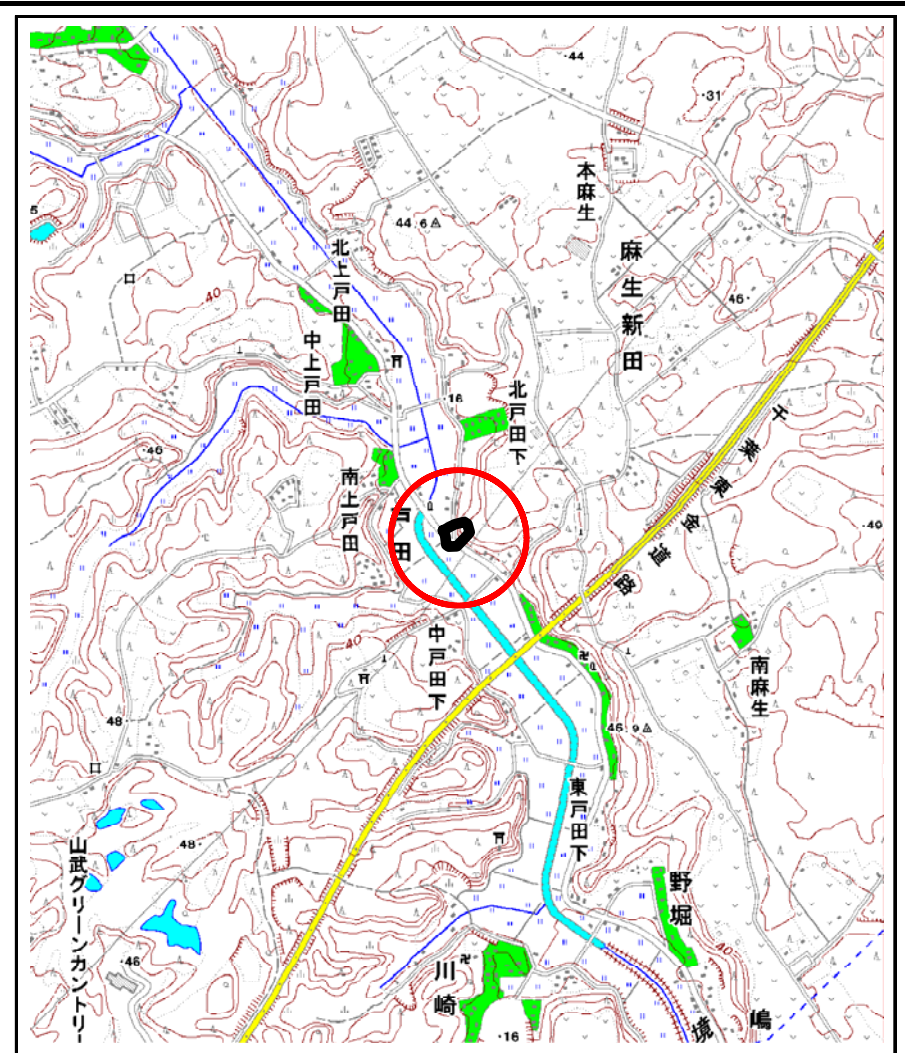 44
31
本麻生
44.6
北上戸田
麻生新田
5
40
46
中上戸田
北戸田下
16
千葉東金道路
46
南上戸田
戸田
40
40
中戸田下
南麻生
48
46.9
東戸田下
48
山武グリーンカントリー
野堀
40
46
川崎
16
境
嶋